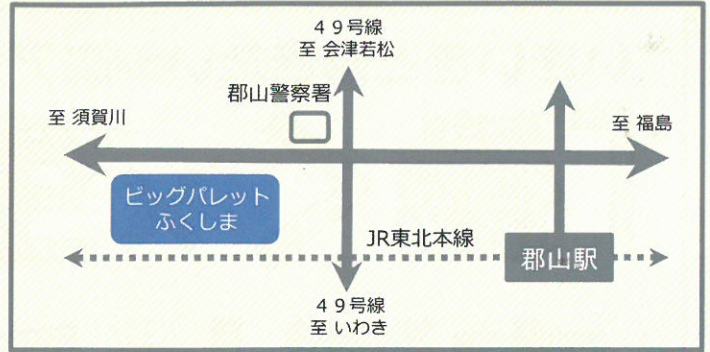 ４９号線
至 会津若松
郡山警察署
至 須賀川
至 福島
ビッグパレット
ふくしま
JR東北本線
郡山駅
４９号線
至 いわき